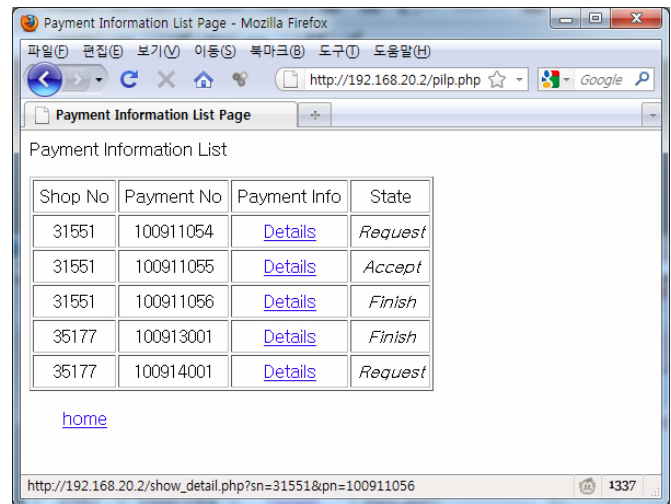 Payment Information List Page - Mozilla Firefox
파일(F) 편집(E) 보기(V) 이동(S) 북마크(B) 도구(T) 도움말(H)
http://192.168.20.2/pilp.php Google
Payment Information List Page
Payment Information List
Shop No Payment No Payment Info State
31551 100911054 Details Request
31551 100911055 Details Accept
31551 100911056 Details Finish
35177 100913001 Details Finish
35177 100914001 Details Request
home
http://192.168.20.2/show_detail.php?sn=31551&pn=100911056 1337